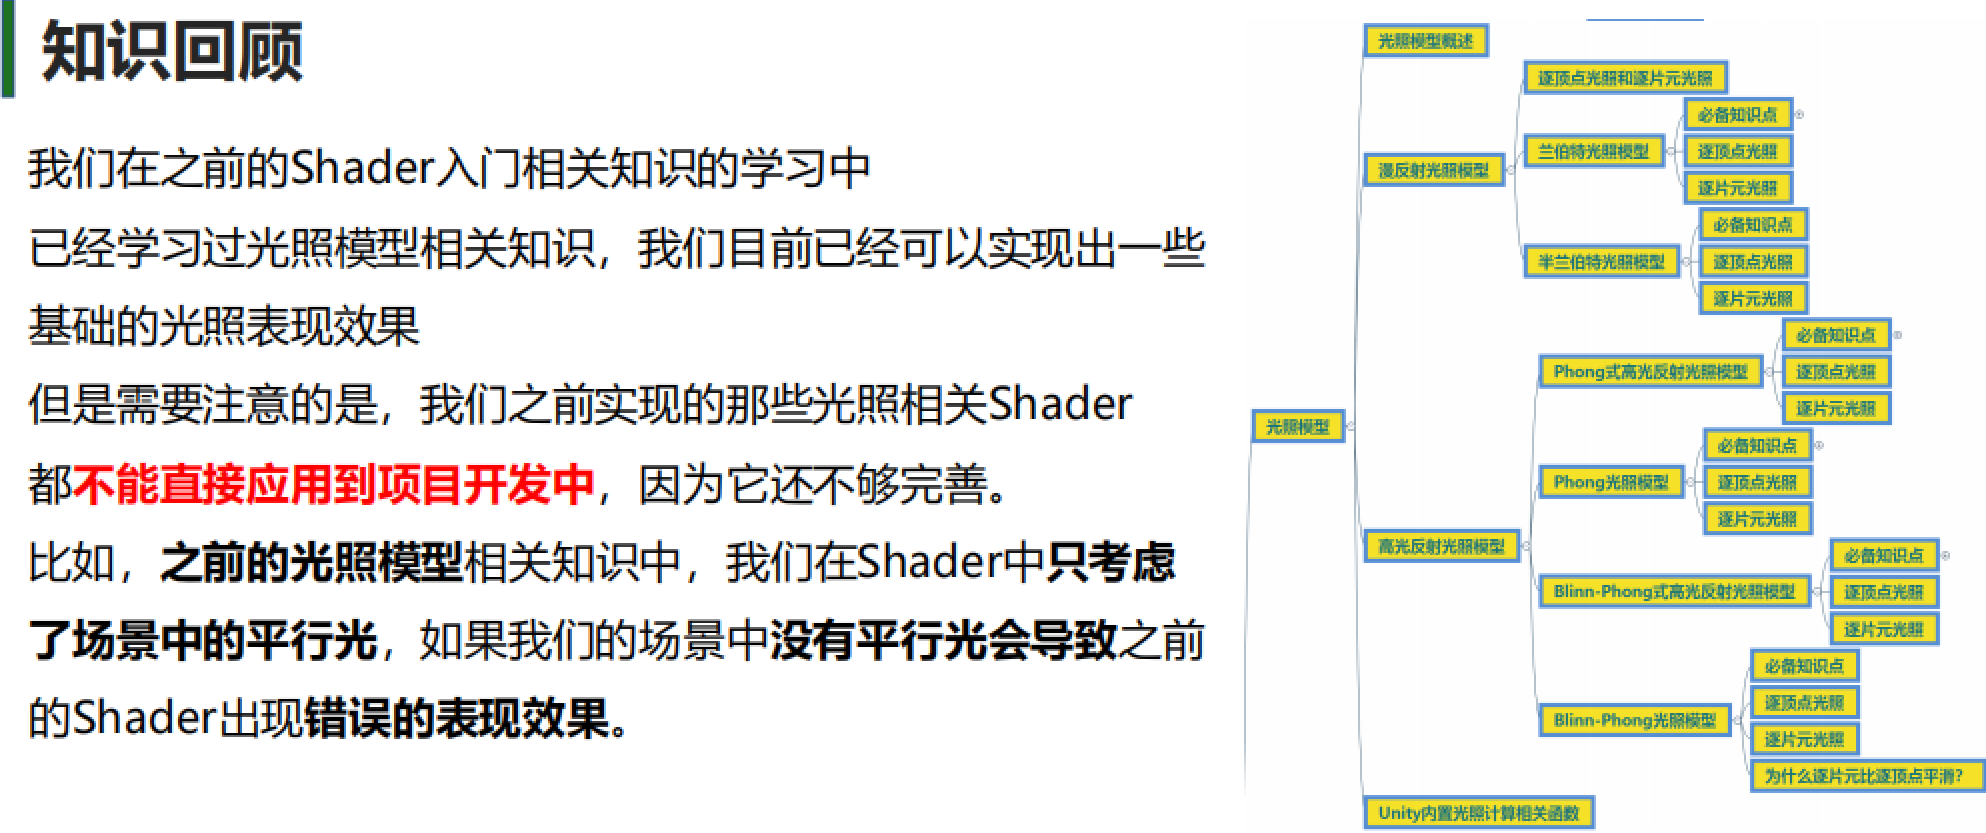 知识回顾
我们在之前的Shader入门相关知识的学习中
已经学习过光照模型相关知识，我们目前已经可以实现出一些
基础的光照表现效果
但是需要注意的是，我们之前实现的那些光照相关Shader
都不能直接应用到项目开发中，因为它还不够完善。
比如，之前的光照模型相关知识中，我们在Shader中只考虑
了场景中的平行光，如果我们的场景中没有平行光会导致之前
的Shader出现错误的表现效果。
光照模型
光照模型概述
漫反射光照模型
逐顶点光照和逐片元光照
兰伯特光照模型
必备知识点
逐顶点光照
逐片元光照
半兰伯特光照模型
必备知识点
逐顶点光照
逐片元光照
高光反射光照模型
Phong式高光反射光照模型
必备知识点
逐顶点光照
逐片元光照
Phong光照模型
必备知识点
逐顶点光照
逐片元光照
Blinn-Phong式高光反射光照模型
必备知识点
逐顶点光照
逐片元光照
Blinn-Phong光照模型
必备知识点
逐顶点光照
逐片元光照
为什么逐片元比逐顶点平滑？
Unity内置光照计算相关函数